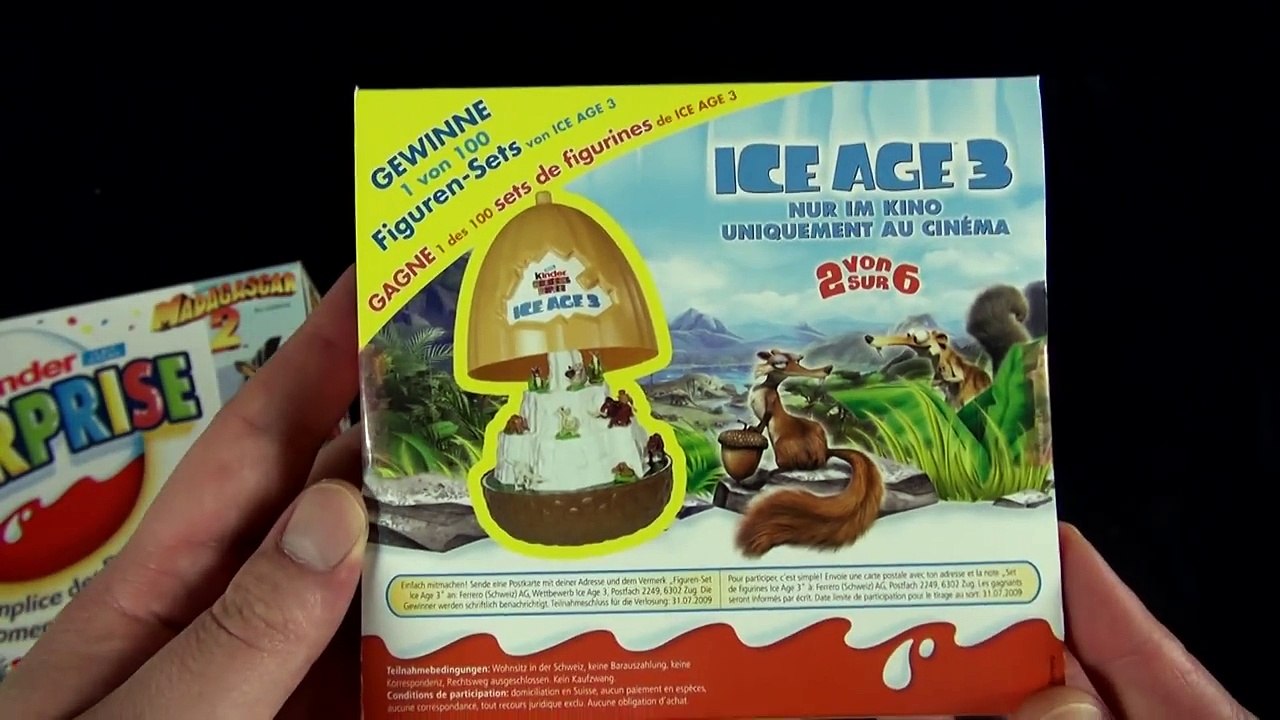 GEWINNE
1 von 100
Figuren-Sets von ICE AGE 3
GAGNE 1 des 100 sets de figurines de ICE AGE 3
ICE AGE 3
NUR IM KINO
UNIQUEMENT AU CINÉMA
2 VON 6
SUR
Kinder
ICE AGE 3
Einfach mitmachen! Sende eine Postkarte mit deiner Adresse und dem Vermerk „Figuren-Set
Ice Age 3" an: Ferrero (Schweiz) AG, Wettbewerb Ice Age 3, Postfach 2249, 6302 Zug. Die
Gewinner werden schriftlich benachrichtigt. Teilnahmeschluss für die Verlosung: 31.07.2009
Pour participer, c'est simple! Envoie une carte postale avec ton adresse et la note „Set
de figurines Ice Age 3" à: Ferrero (Schweiz) AG, Postfach 2249, 6302 Zug. Les gagnants
seront informés par écrit. Date limite de participation pour le tirage au sort: 31.07.2009
Teilnahmebedingungen: Wohnsitz in der Schweiz, keine Barauszahlung, keine
Korrespondenz, Rechtsweg ausgeschlossen. Kein Kaufzwang.
Conditions de participation: domiciliation en Suisse, aucun paiement en espèces,
aucune correspondance, tout recours juridique exclu. Aucune obligation d'achat.
MADAGASCAR
2
nder
RPRISE
mplice de